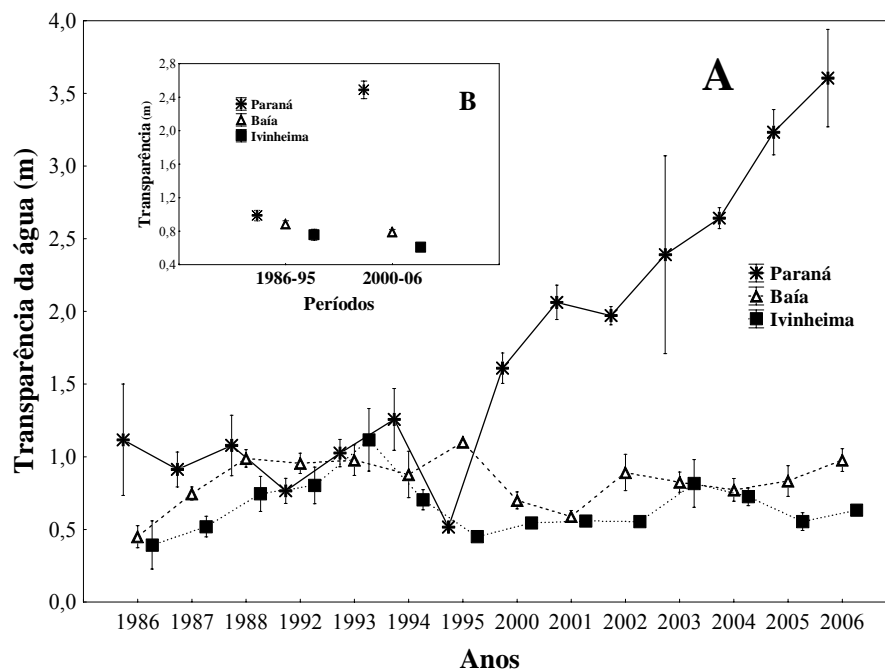 4,0
3,5
3,0
2,5
2,0
1,5
1,0
0,5
0,0
Transparência da água (m)
A
2,8
2,4
2,0
1,6
1,2
0,8
0,4
Transparência (m)
B
Paraná
Baía
Ivinheima
1986-95 2000-06
Períodos
Paraná
Baía
Ivinheima
1986 1987 1988 1992 1993 1994 1995 2000 2001 2002 2003 2004 2005 2006
Anos